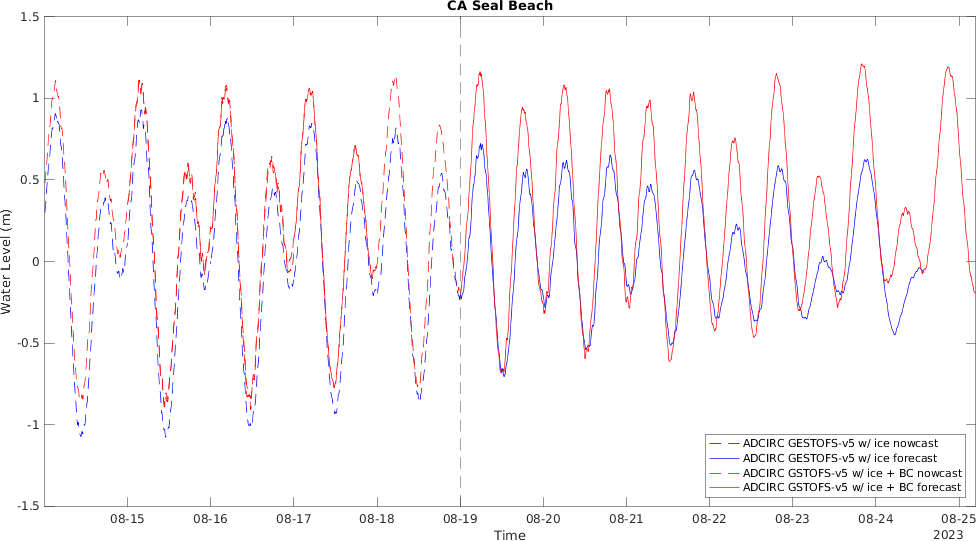 CA Seal Beach
1.5
1
0.5
0
-0.5
-1
-1.5
Water Level (m)
ADCIRC GESTOFS-v5 w/ ice nowcast
ADCIRC GESTOFS-v5 w/ ice forecast
ADCIRC GSTOFS-v5 w/ ice + BC nowcast
ADCIRC GSTOFS-v5 w/ ice + BC forecast
08-15 08-16 08-17 08-18 08-19 08-20 08-21 08-22 08-23 08-24 08-25
Time
2023